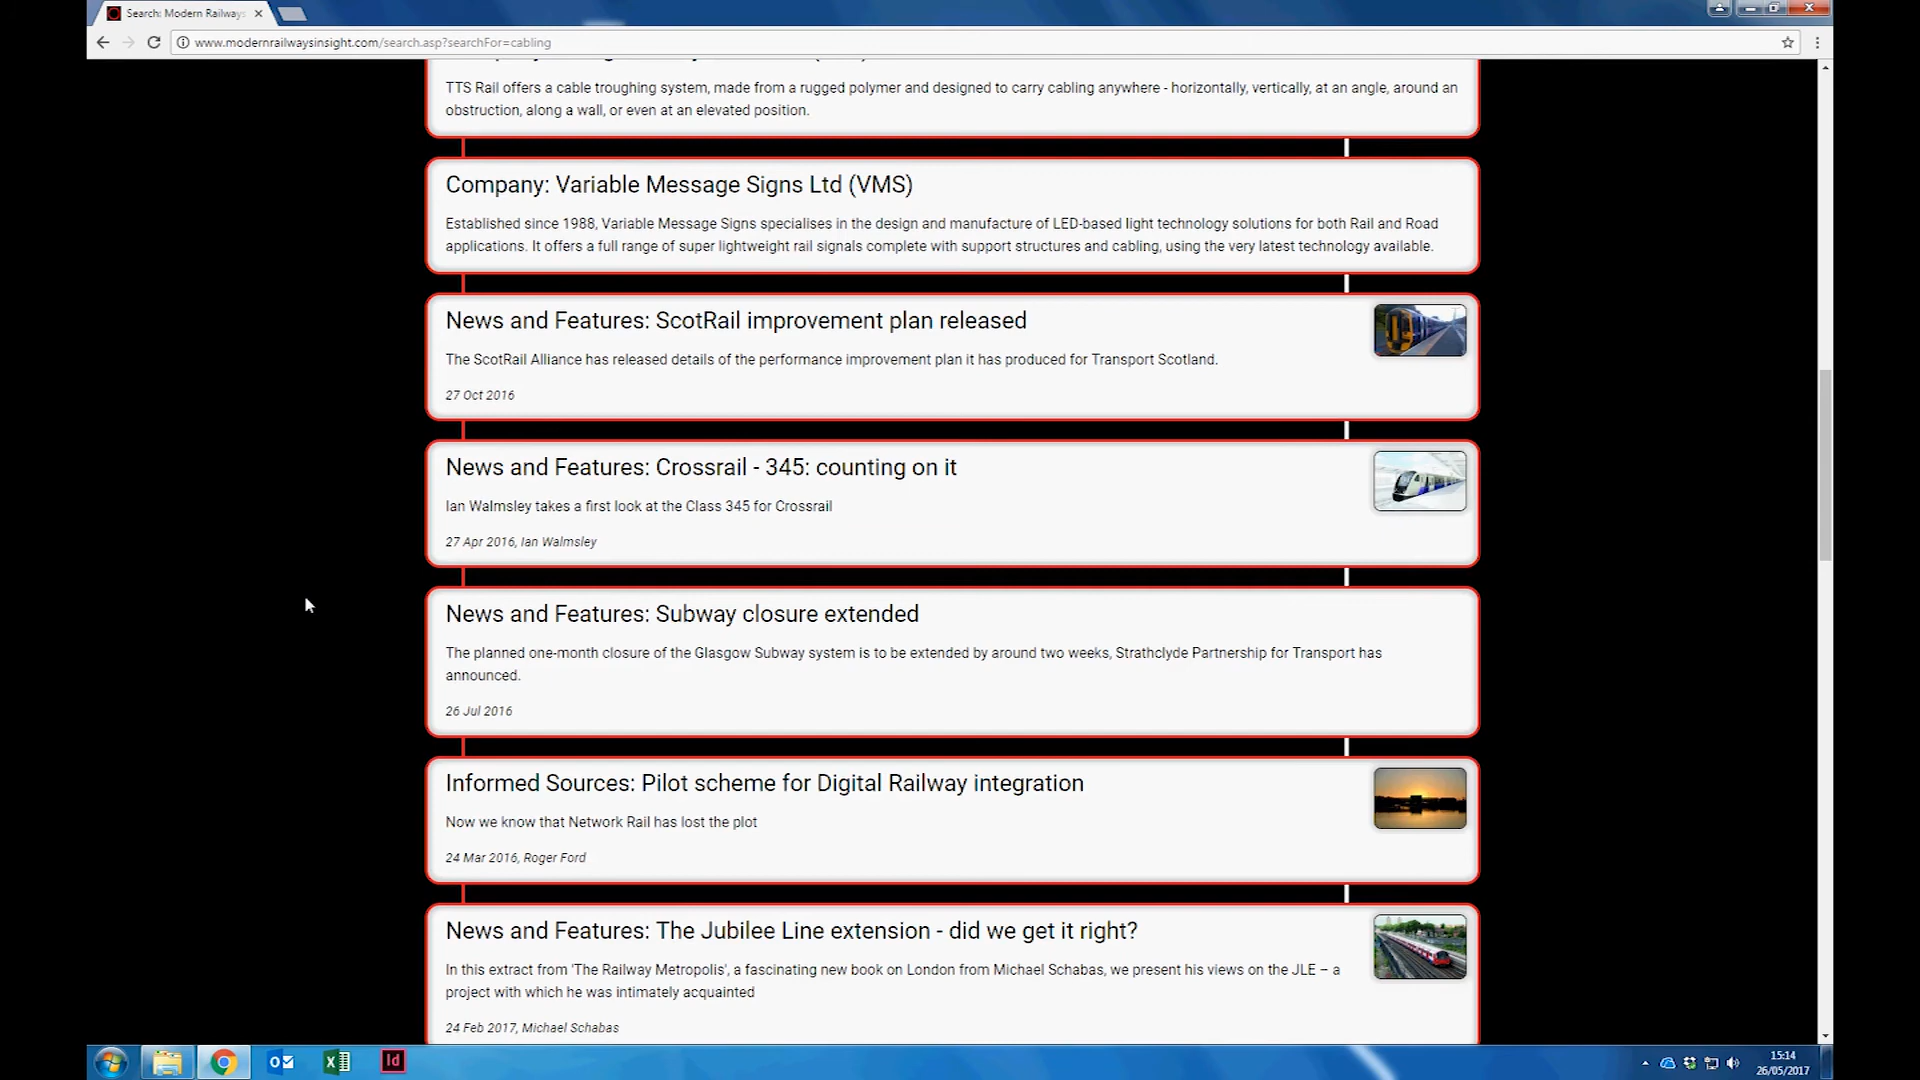 Search: Modern Railways
www.modernrailwaysinsight.com/search.asp?searchFor=cabling
TTS Rail offers a cable troughing system, made from a rugged polymer and designed to carry cabling anywhere - horizontally, vertically, at an angle, around an
obstruction, along a wall, or even at an elevated position.
Company: Variable Message Signs Ltd (VMS)
Established since 1988, Variable Message Signs specialises in the design and manufacture of LED-based light technology solutions for both Rail and Road
applications. It offers a full range of super lightweight rail signals complete with support structures and cabling, using the very latest technology available.
News and Features: ScotRail improvement plan released
The ScotRail Alliance has released details of the performance improvement plan it has produced for Transport Scotland.
27 Oct 2016
News and Features: Crossrail - 345: counting on it
Ian Walmsley takes a first look at the Class 345 for Crossrail
27 Apr 2016, Ian Walmsley
News and Features: Subway closure extended
The planned one-month closure of the Glasgow Subway system is to be extended by around two weeks, Strathclyde Partnership for Transport has
announced.
26 Jul 2016
Informed Sources: Pilot scheme for Digital Railway integration
Now we know that Network Rail has lost the plot
24 Mar 2016, Roger Ford
News and Features: The Jubilee Line extension - did we get it right?
In this extract from 'The Railway Metropolis', a fascinating new book on London from Michael Schabas, we present his views on the JLE – a
project with which he was intimately acquainted
24 Feb 2017, Michael Schabas
Id
15:14
26/05/2017